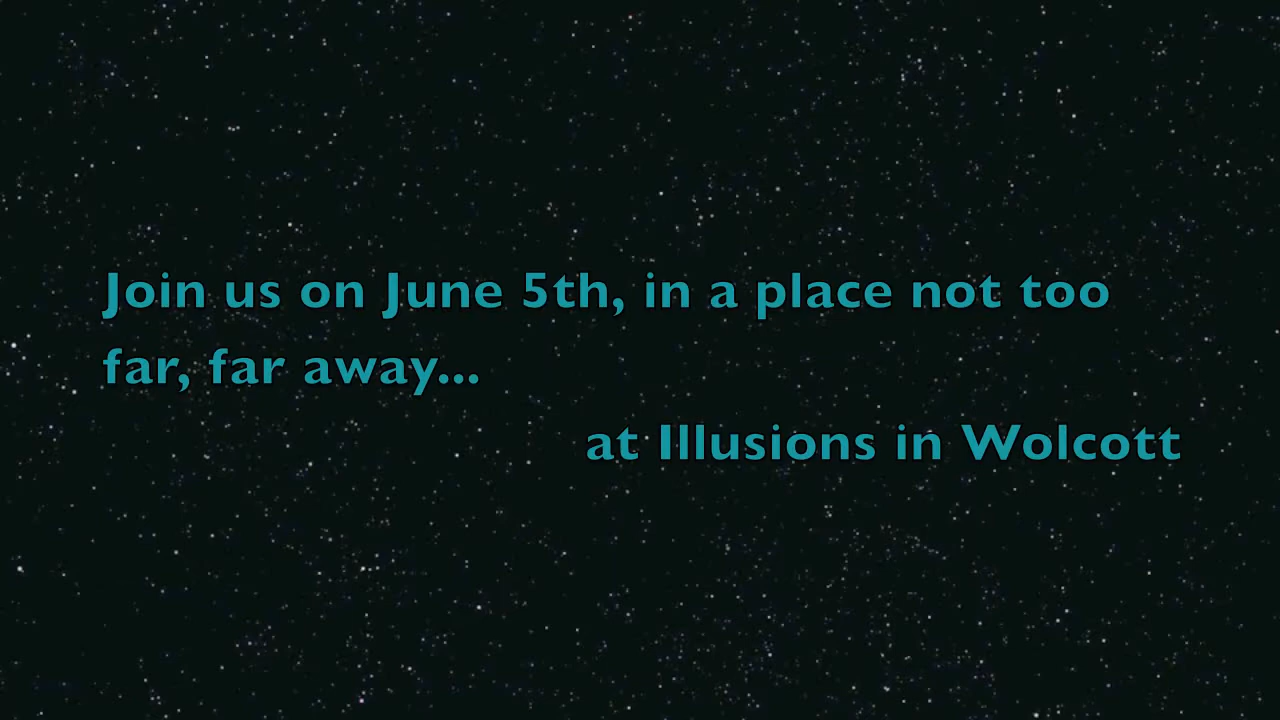 Join us on June 5th, in a place not too
far, far away...
at Illusions in Wolcott